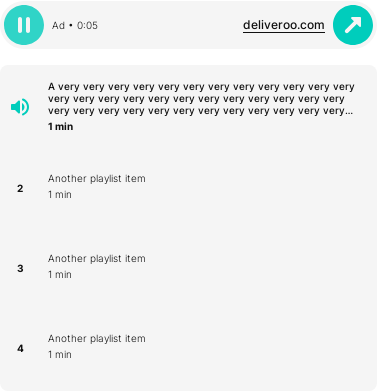 Ad • 0:05 deliveroo.com
A very very very very very very very very very very very very
very very very very very very very very very very very very
very very very very very very very very very very very very...
1 min
2 Another playlist item
1 min
3 Another playlist item
1 min
4 Another playlist item
1 min